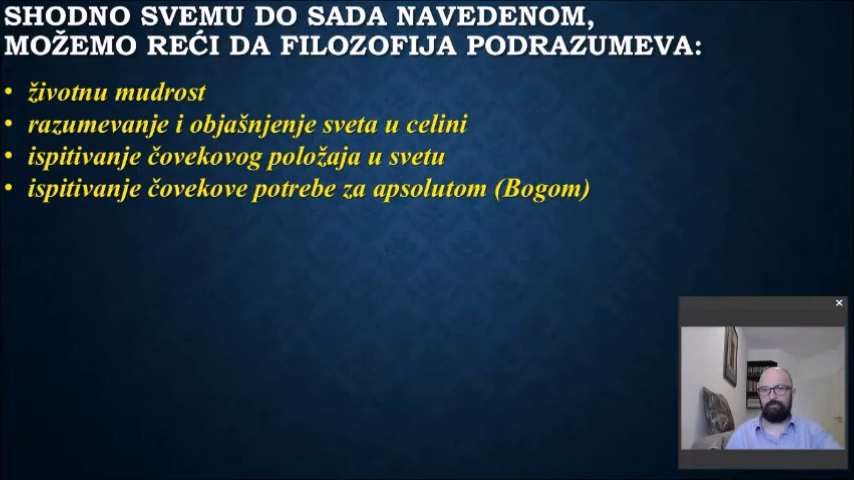 SHODNO SVEMU DO SADA NAVEDENOM,
MOŽEMO REĆI DA FILOZOFIJA PODRAZUMEVA:
• životnu mudrost
• razumevanje i objašnjenje sveta u celini
• ispitivanje čovekovog položaja u svetu
• ispitivanje čovekove potrebe za apsolutom (Bogom)